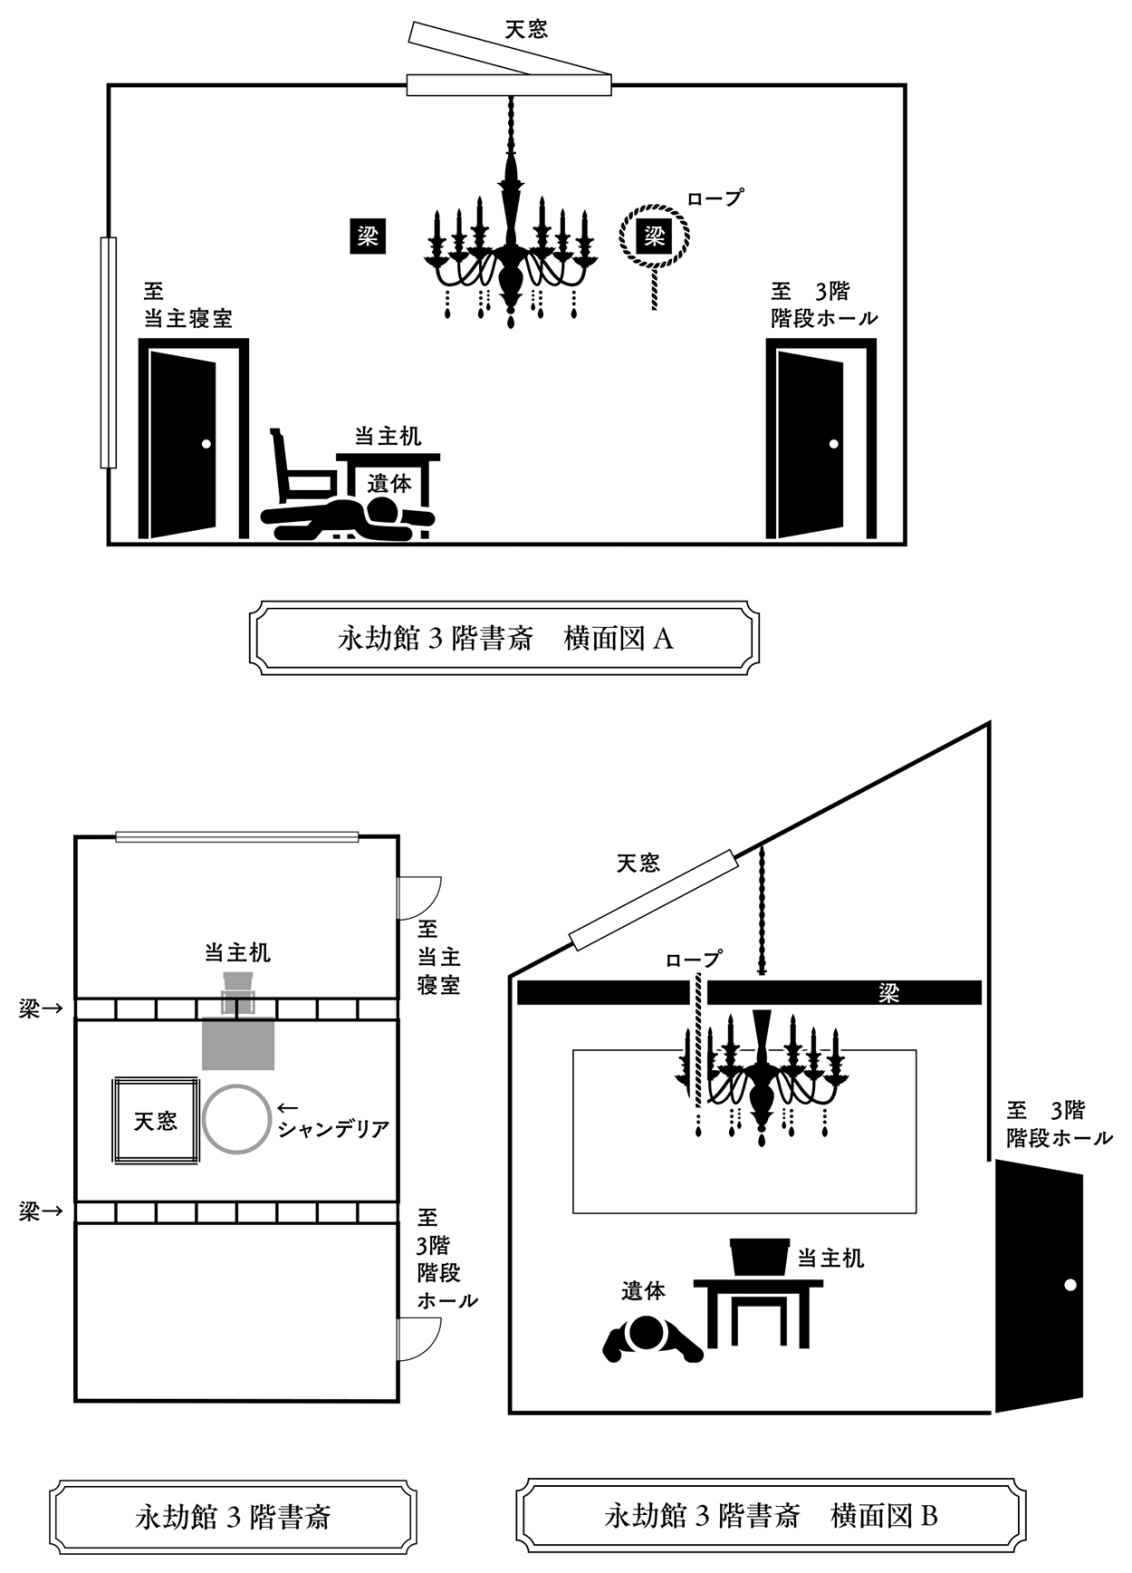 天窓
梁
梁
ロープ
至
当主寝室
至　3階
階段ホール
当主机
遺体
永劫館3階書斎　横面図A
至
当主
寝室
当主机
梁→
天窓
←
シャンデリア
梁→
至
3階
階段
ホール
永劫館3階書斎
天窓
ロープ
梁
至　3階
階段ホール
当主机
遺体
永劫館3階書斎　横面図B